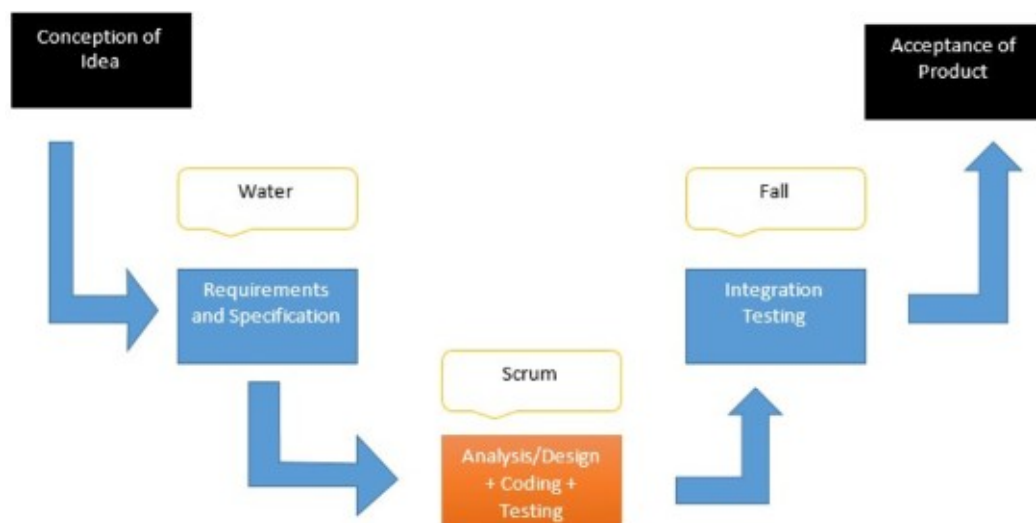 Conception of
Idea
Acceptance of
Product
Water
Fall
Requirements
and Specification
Integration
Testing
Scrum
Analysis/Design
+ Coding +
Testing